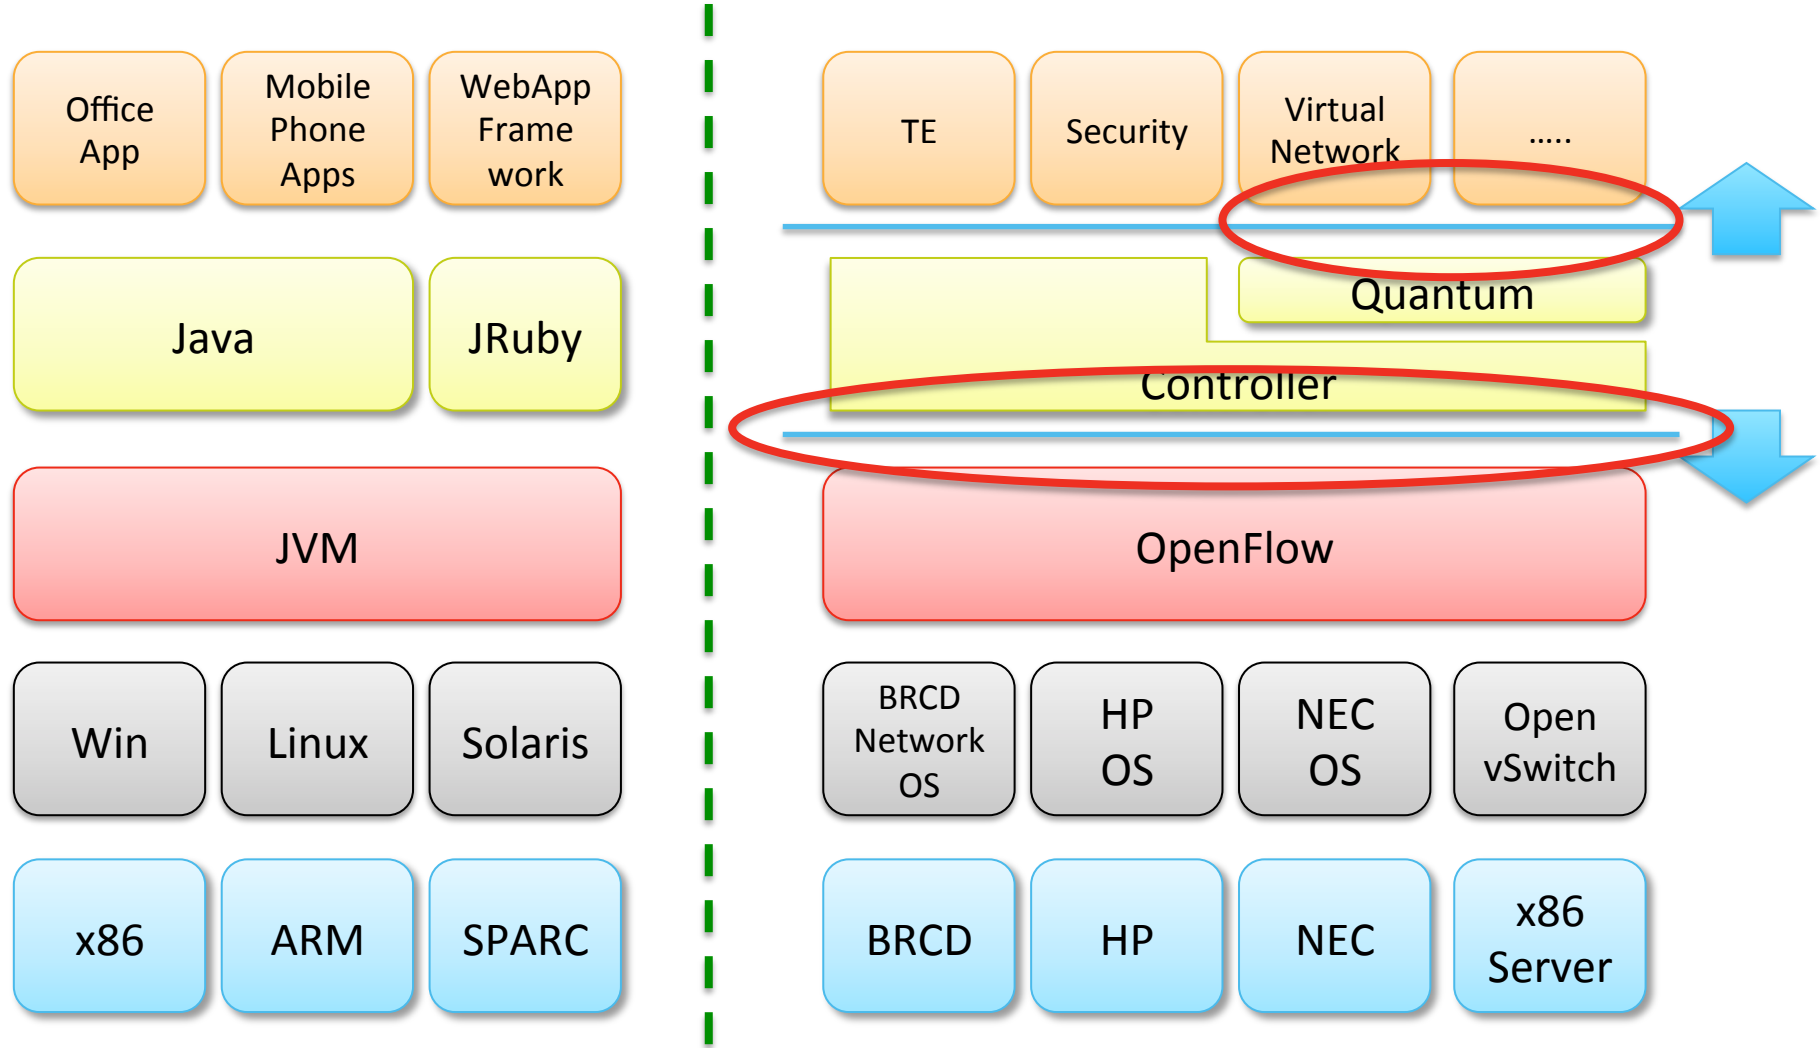 Office
App
Mobile
Phone
Apps
WebApp
Frame
work
TE
Security
Virtual
Network
.....
Java
JRuby
Quantum
Controller
JVM
OpenFlow
Win
Linux
Solaris
BRCD
Network
OS
HP
OS
NEC
OS
Open
vSwitch
x86
ARM
SPARC
BRCD
HP
NEC
x86
Server